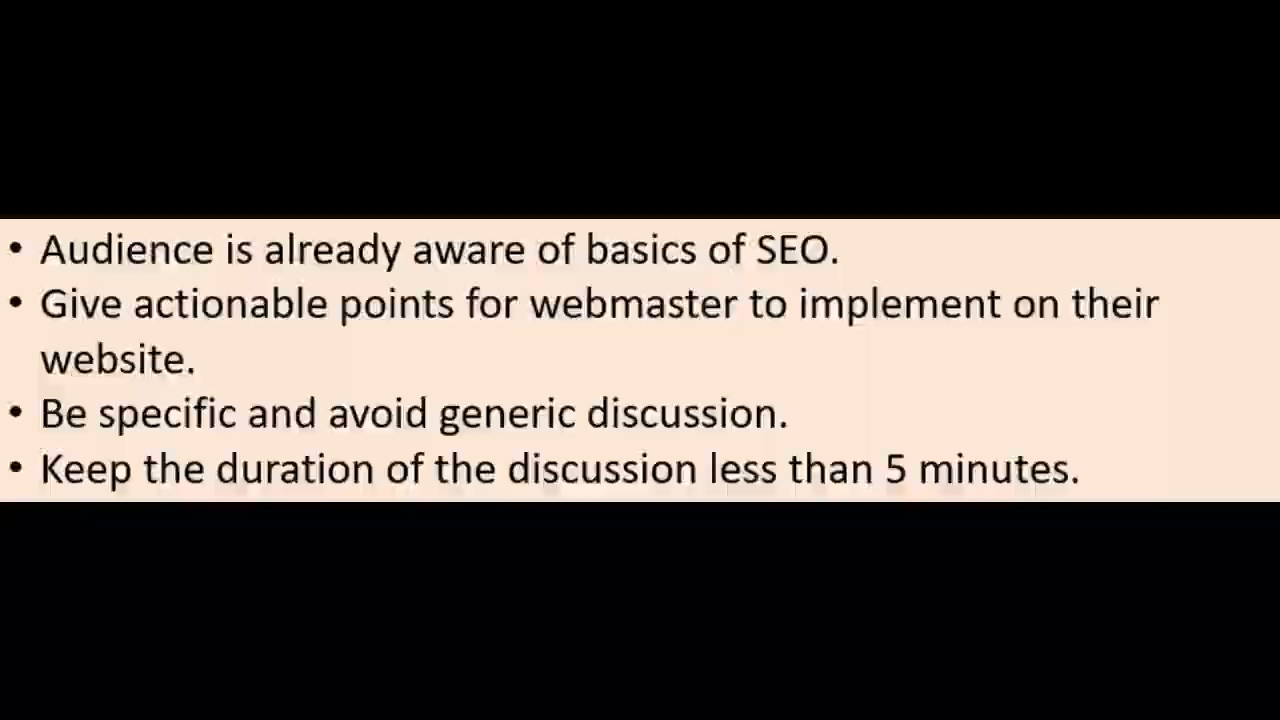 • Audience is already aware of basics of SEO.
• Give actionable points for webmaster to implement on their
website.
• Be specific and avoid generic discussion.
• Keep the duration of the discussion less than 5 minutes.